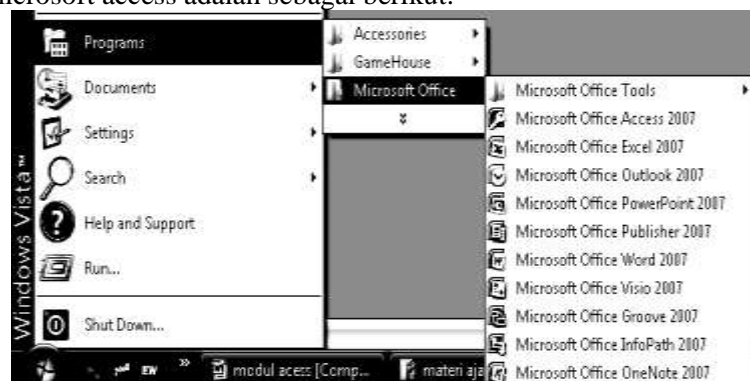 microsoft access adalah sebagai berikut:
Programs
Documents
Settings
Search
Help and Support
Run...
Shut Down...
Windows Vista™
Accessories
GameHouse
Microsoft Office
Microsoft Office Tools
Microsoft Office Access 2007
Microsoft Office Excel 2007
Microsoft Office Outlook 2007
Microsoft Office PowerPoint 2007
Microsoft Office Publisher 2007
Microsoft Office Word 2007
Microsoft Office Visio 2007
Microsoft Office Groove 2007
Microsoft Office InfoPath 2007
Microsoft Office OneNote 2007
EN
modul acess [Comp...
materi aja